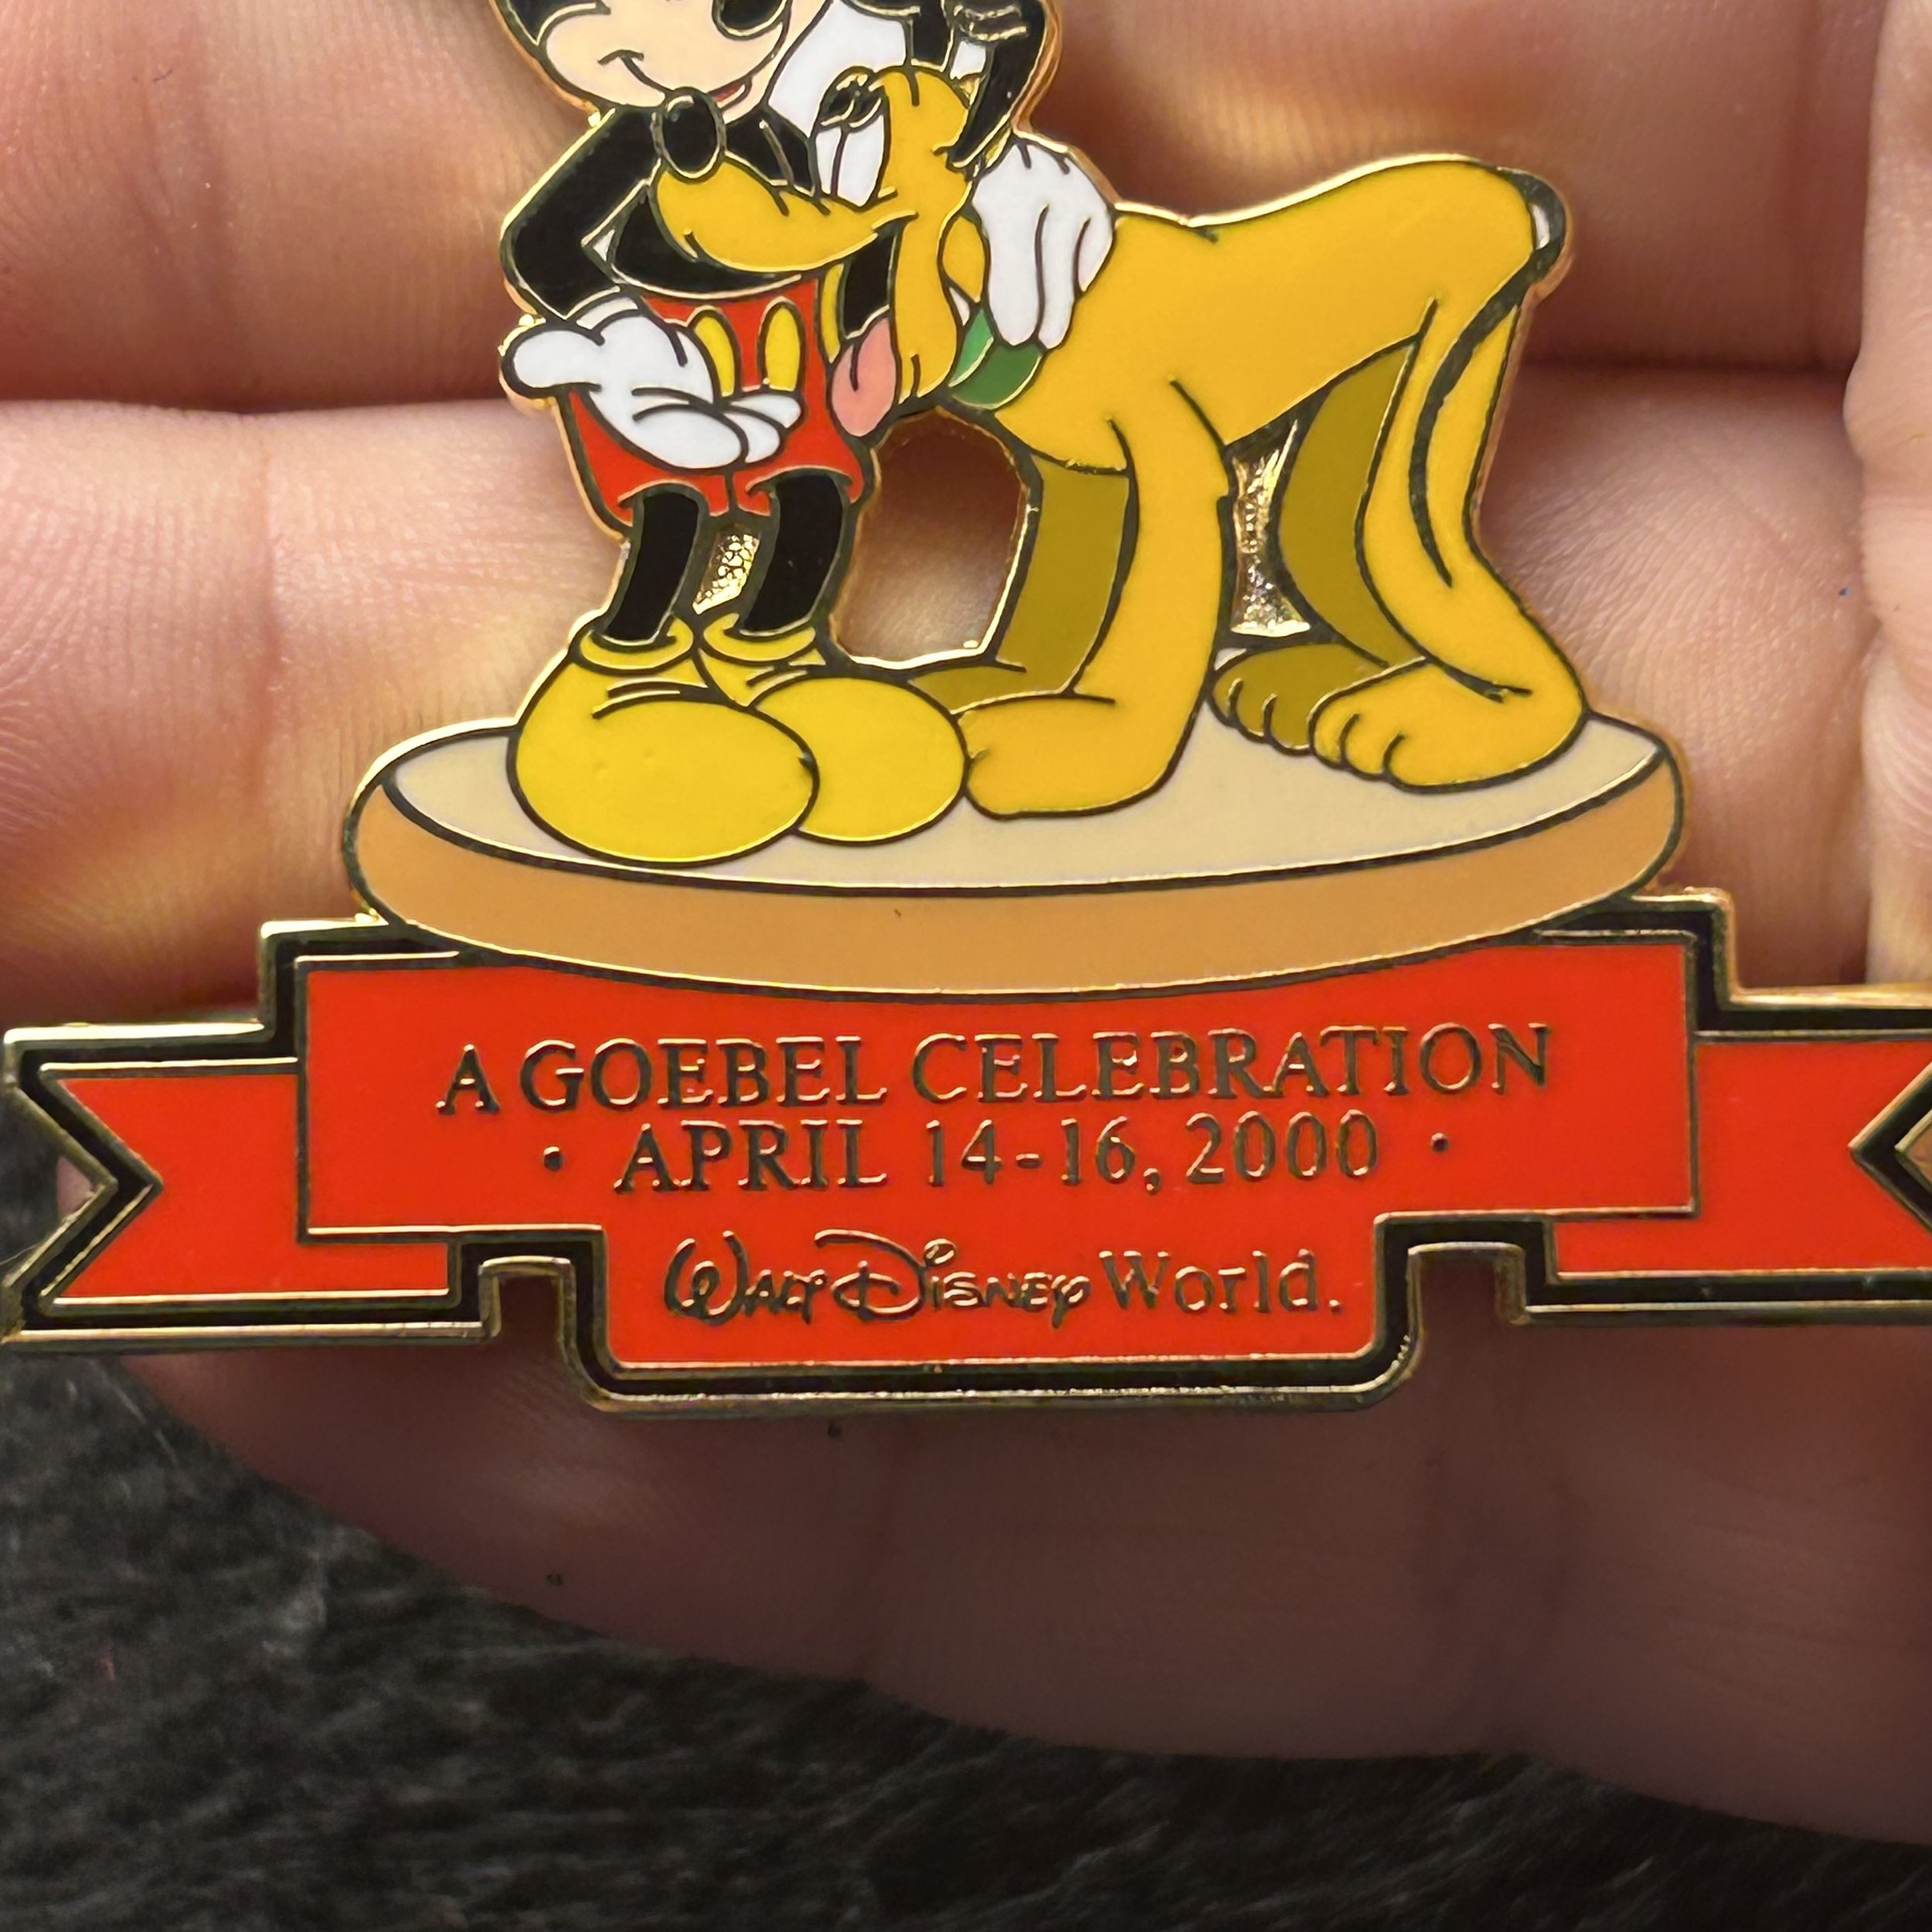 A GOEBEL CELEBRATION
· APRIL 14-16, 2000 ·
WALT DISNEY World.